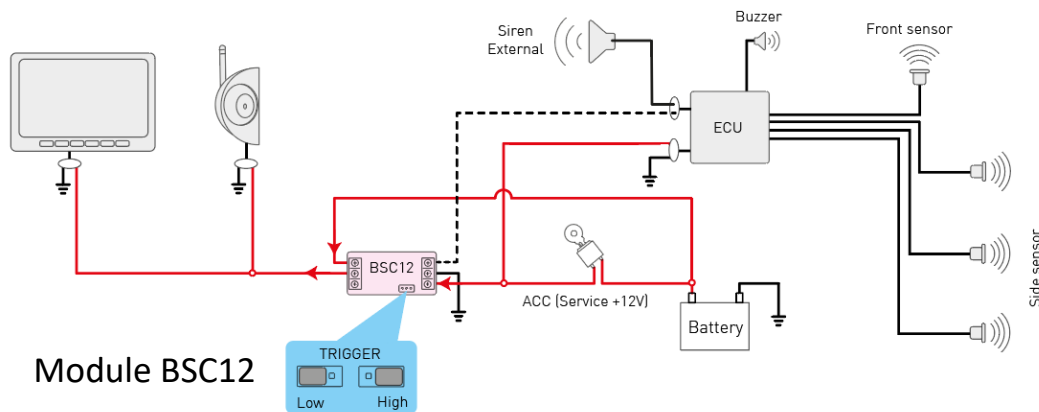 Siren
External
Buzzer
Front sensor
ECU
BSC12
ACC (Service +12V)
Battery
Side sensor
Module BSC12
TRIGGER
Low
High